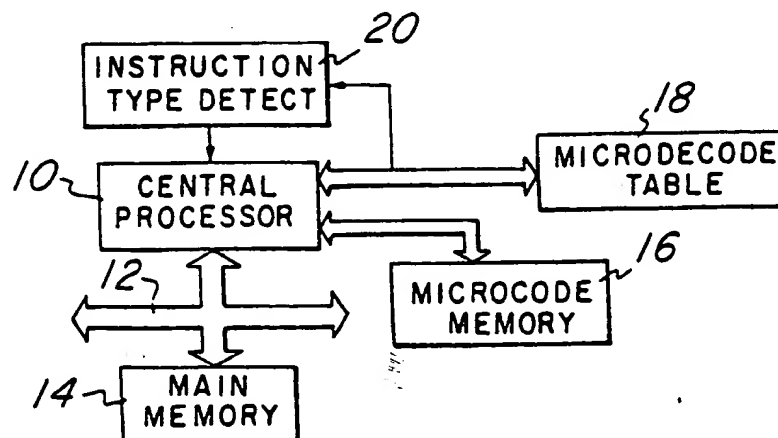 20
INSTRUCTION
TYPE DETECT
18
MICRODECODE
TABLE
10
CENTRAL
PROCESSOR
16
MICROCODE
MEMORY
12
14
MAIN
MEMORY